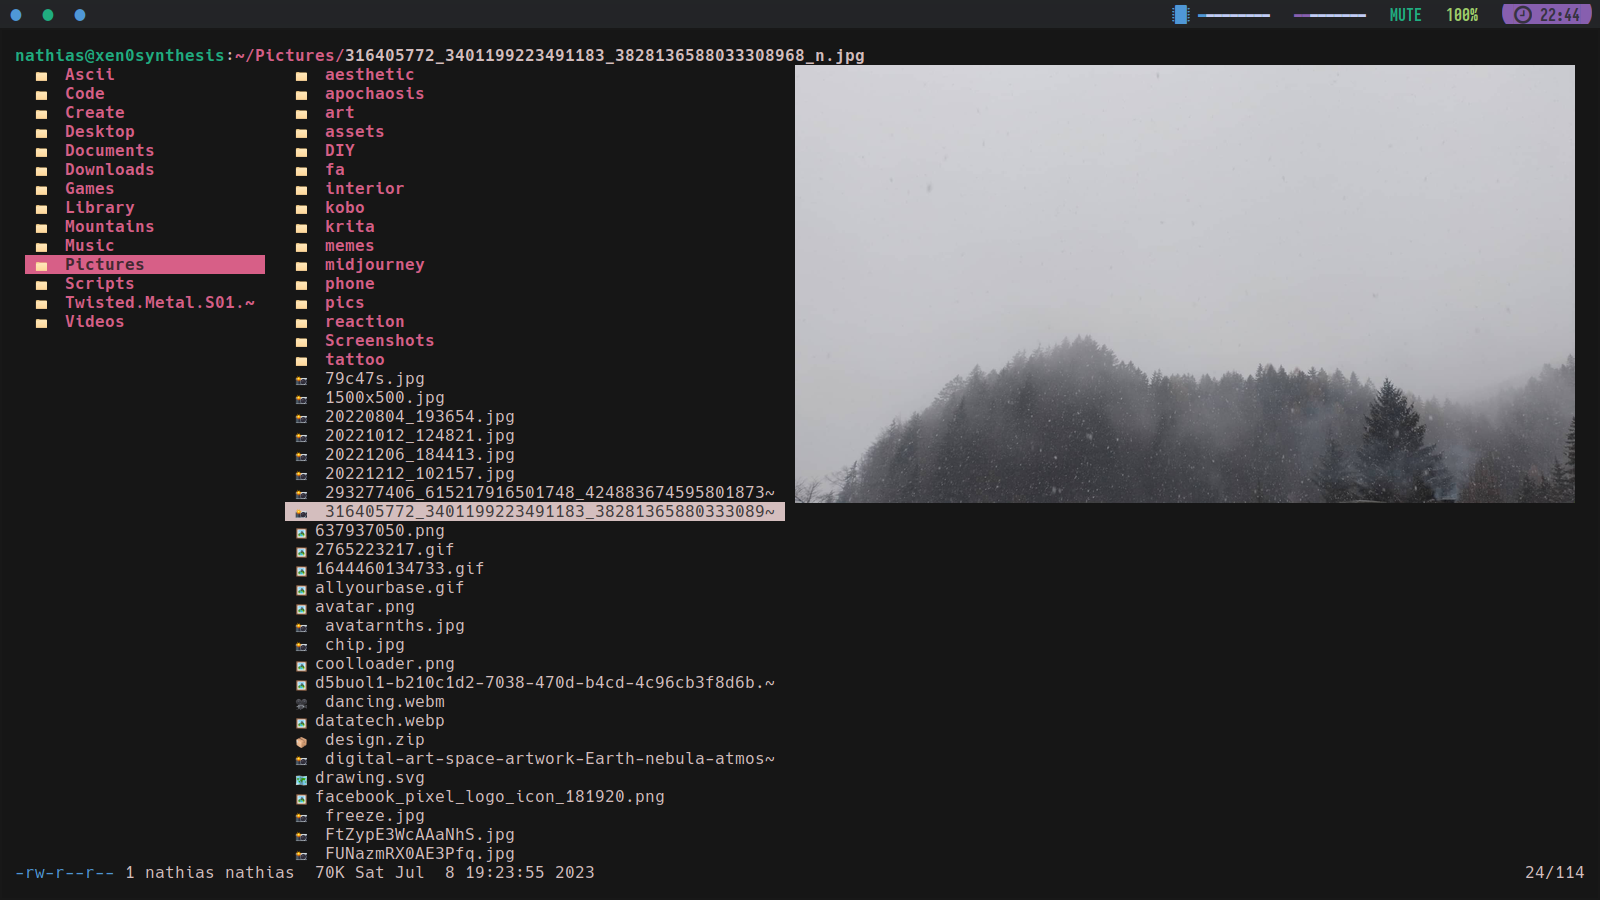 MUTE 100% 22:44
nathias@xen0synthesis:~/Pictures/316405772_3401199223491183_3828136588033308968_n.jpg
Ascii
Code
Create
Desktop
Documents
Downloads
Games
Library
Mountains
Music
Pictures
Scripts
Twisted.Metal.S01.~
Videos
aesthetic
apochaosis
art
assets
DIY
fa
interior
kobo
krita
memes
midjourney
phone
pics
reaction
Screenshots
tattoo
79c47s.jpg
1500x500.jpg
20220804_193654.jpg
20221012_124821.jpg
20221206_184413.jpg
20221212_102157.jpg
293277406_615217916501748_424883674595801873~
316405772_3401199223491183_38281365880333089~
637937050.png
2765223217.gif
1644460134733.gif
allyourbase.gif
avatar.png
avatarnths.jpg
chip.jpg
coolloader.png
d5buol1-b210c1d2-7038-470d-b4cd-4c96cb3f8d6b.~
dancing.webm
datatech.webp
design.zip
digital-art-space-artwork-Earth-nebula-atmos~
drawing.svg
facebook_pixel_logo_icon_181920.png
freeze.jpg
FtZypE3WcAAaNhS.jpg
FUNazmRX0AE3Pfq.jpg
-rw-r--r-- 1 nathias nathias  70K Sat Jul  8 19:23:55 2023 24/114